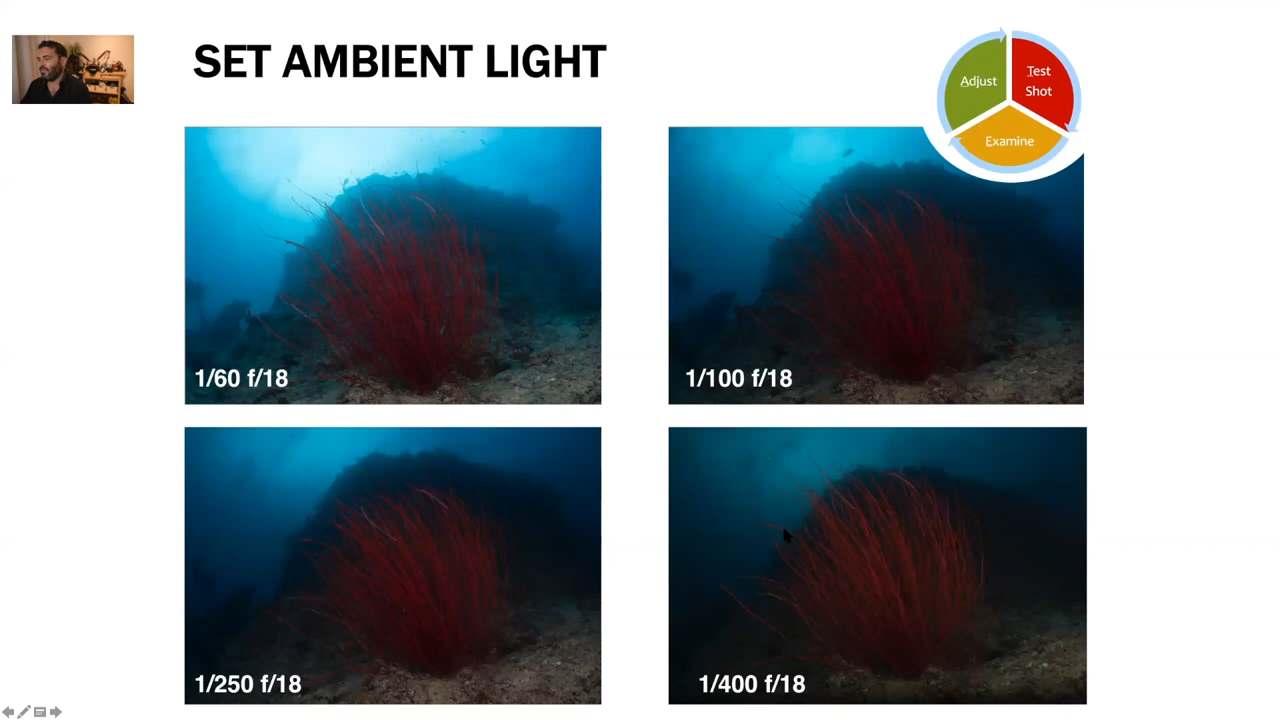 SET AMBIENT LIGHT
Adjust
Test
Shot
Examine
1/60 f/18
1/100 f/18
1/250 f/18
1/400 f/18